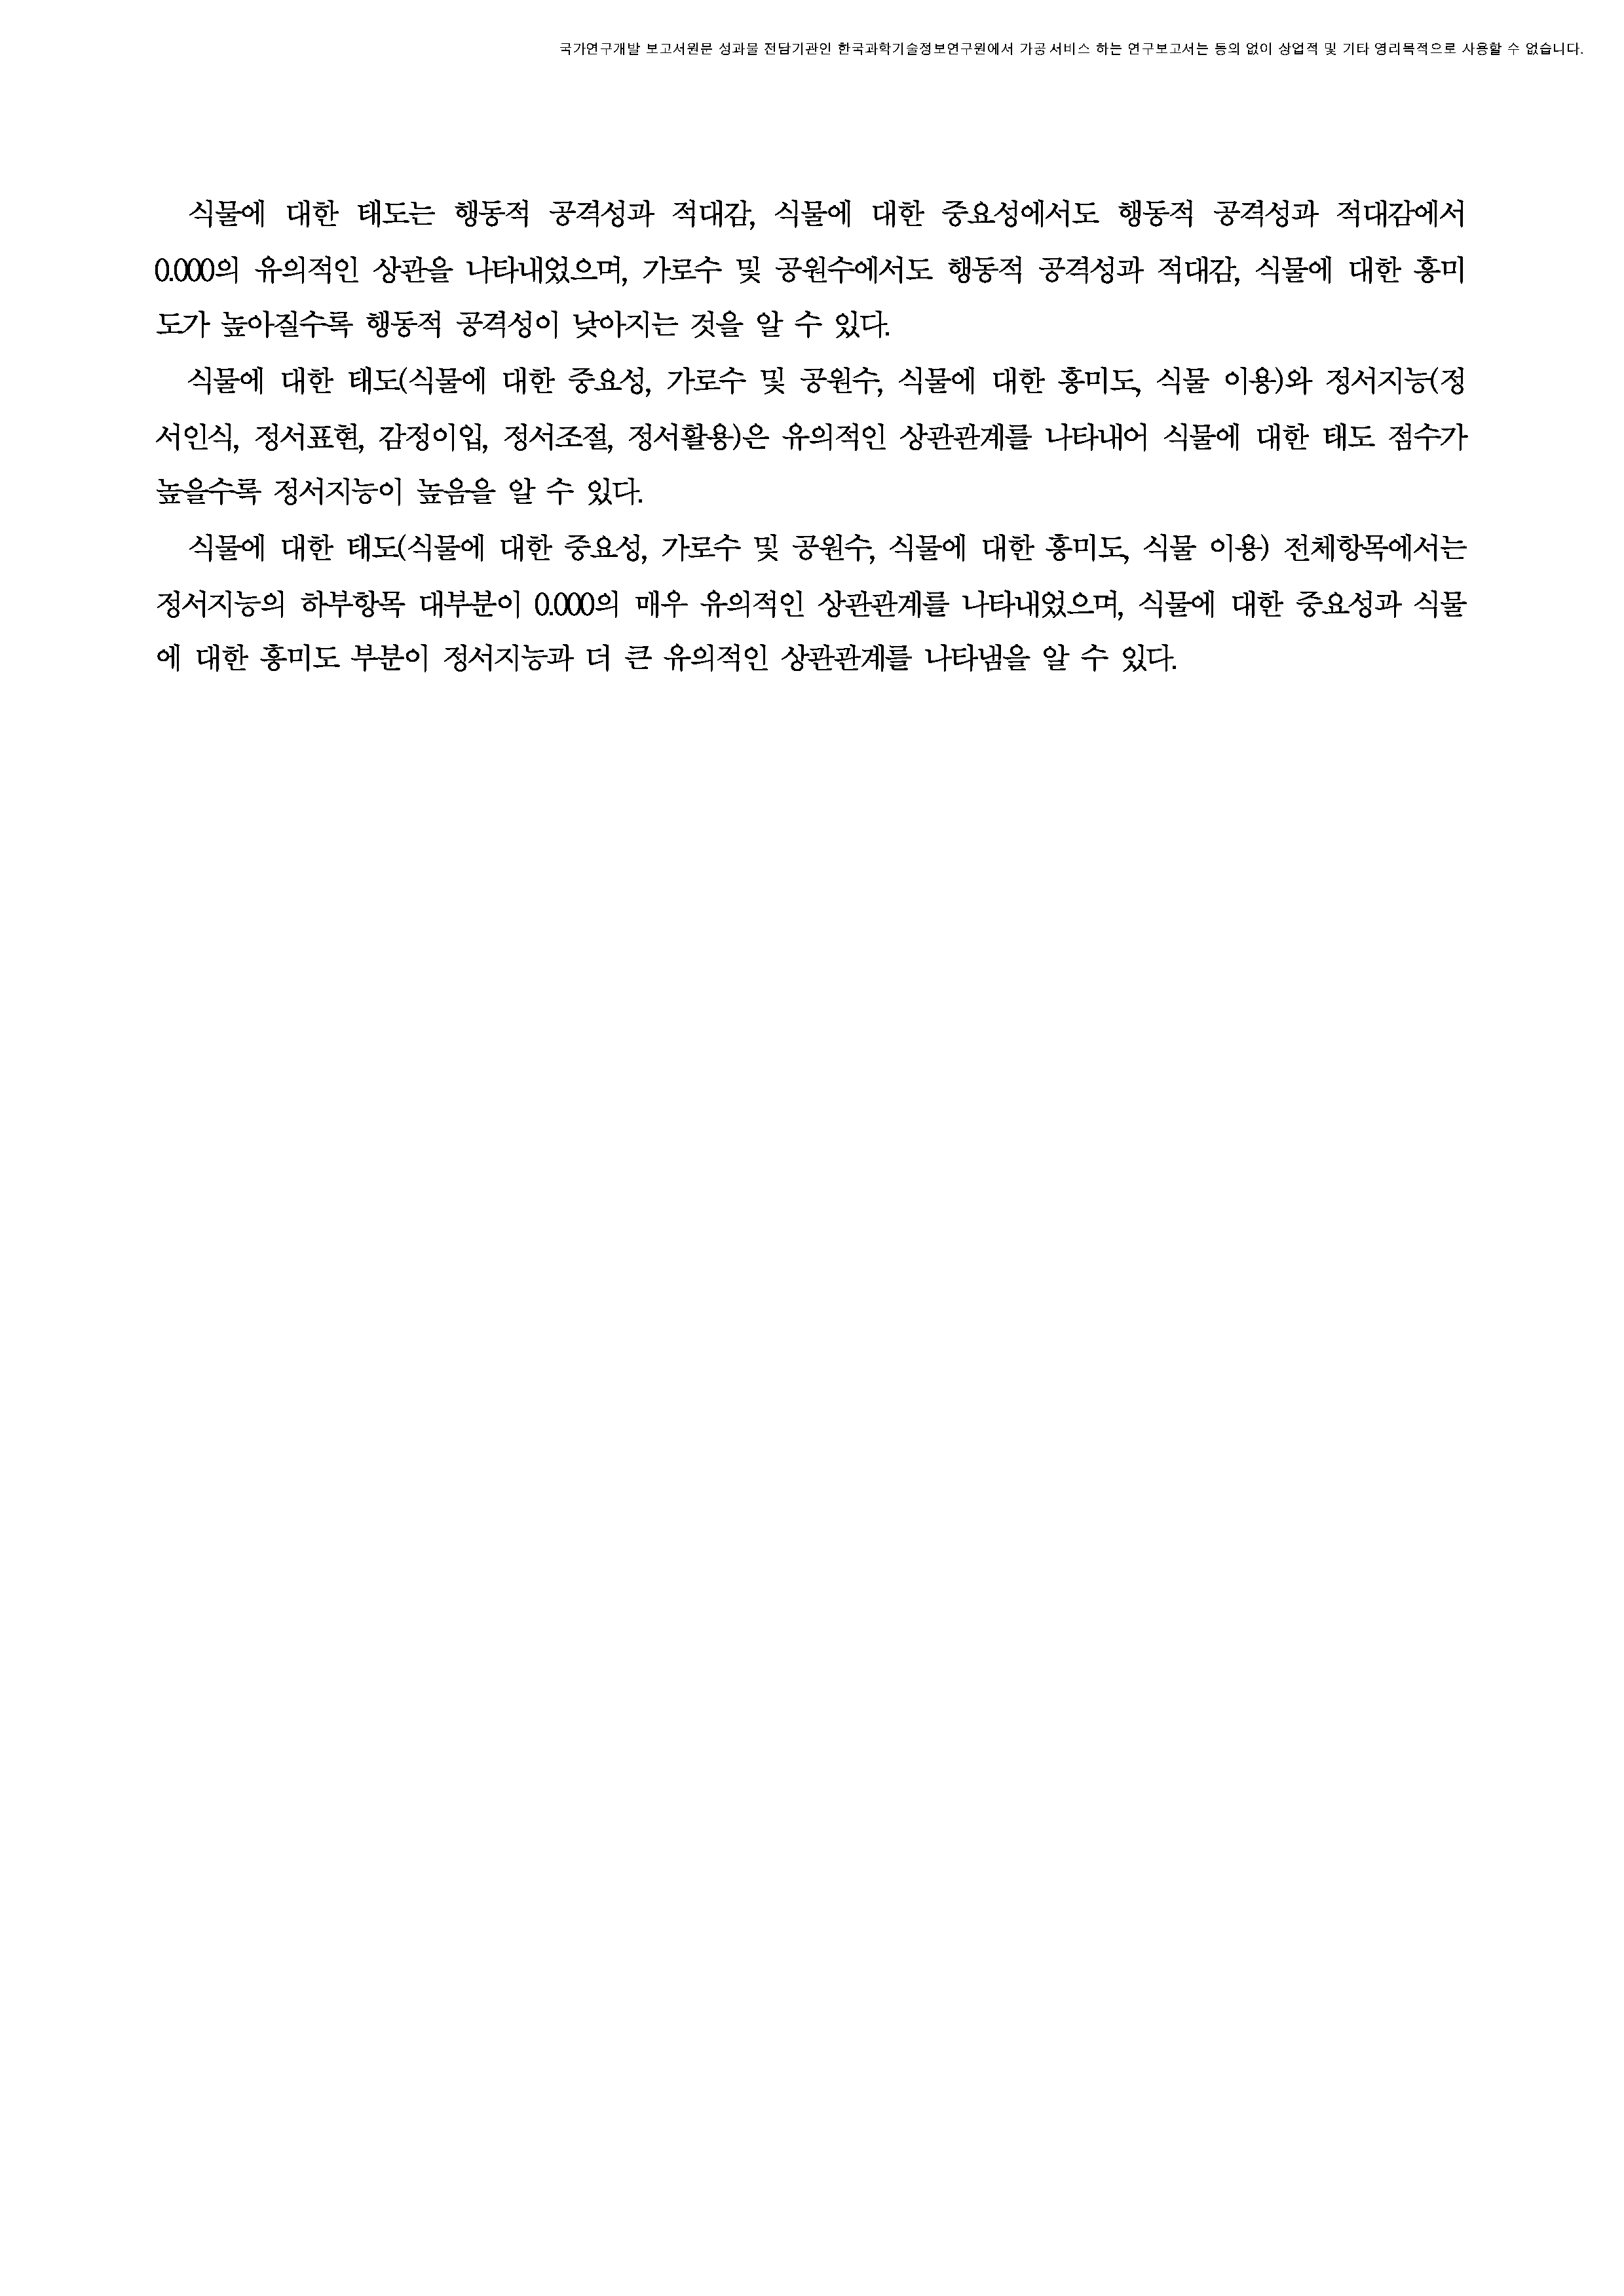 국가연구개발 보고서원문 성과물 전담기관인 한국과학기술정보연구원에서 가공·서비스 하는 연구보고서는 동의 없이 상업적 및 기타 영리목적으로 사용할 수 없습니다.
식물에 대한 태도는 행동적 공격성과 적대감, 식물에 대한 중요성에서도 행동적 공격성과 적대감에서
0.000의 유의적인 상관을 나타내었으며, 가로수 및 공원수에서도 행동적 공격성과 적대감, 식물에 대한 흥미
도가 높아질수록 행동적 공격성이 낮아지는 것을 알 수 있다.
식물에 대한 태도(식물에 대한 중요성, 가로수 및 공원수, 식물에 대한 흥미도, 식물 이용)와 정서지능(정
서인식, 정서표현, 감정이입, 정서조절, 정서활용)은 유의적인 상관관계를 나타내어 식물에 대한 태도 점수가
높을수록 정서지능이 높음을 알 수 있다.
식물에 대한 태도(식물에 대한 중요성, 가로수 및 공원수, 식물에 대한 흥미도, 식물 이용) 전체항목에서는
정서지능의 하부항목 대부분이 0.000의 매우 유의적인 상관관계를 나타내었으며, 식물에 대한 중요성과 식물
에 대한 흥미도 부분이 정서지능과 더 큰 유의적인 상관관계를 나타냄을 알 수 있다.